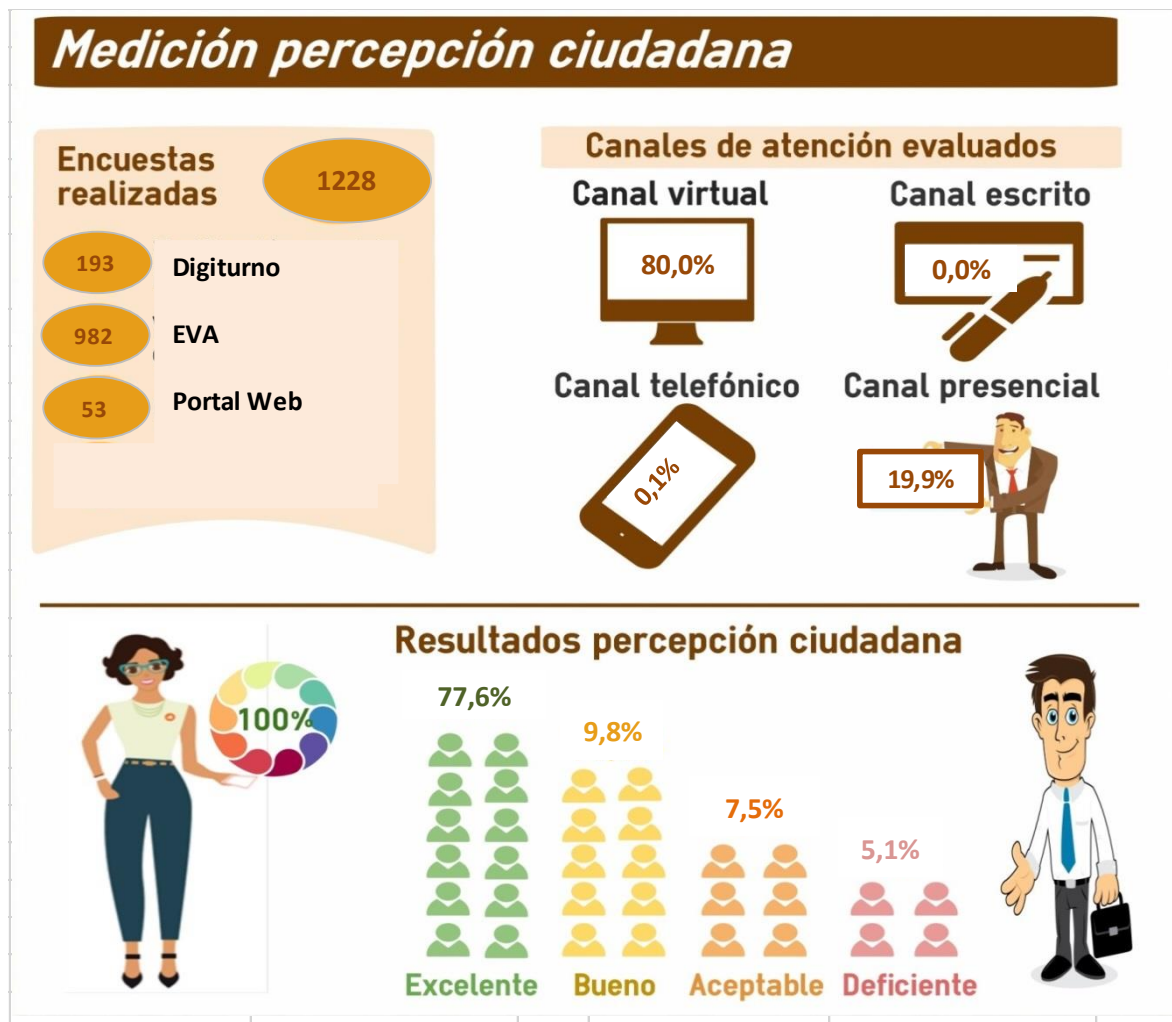 Medición percepción ciudadana
Encuestas
realizadas
1228
193
Digiturno
982
EVA
53
Portal Web
Canales de atención evaluados
Canal virtual
80,0%
Canal escrito
0,0%
Canal telefónico
0,1%
Canal presencial
19,9%
Resultados percepción ciudadana
100%
77,6%
9,8%
7,5%
5,1%
Excelente
Bueno
Aceptable
Deficiente